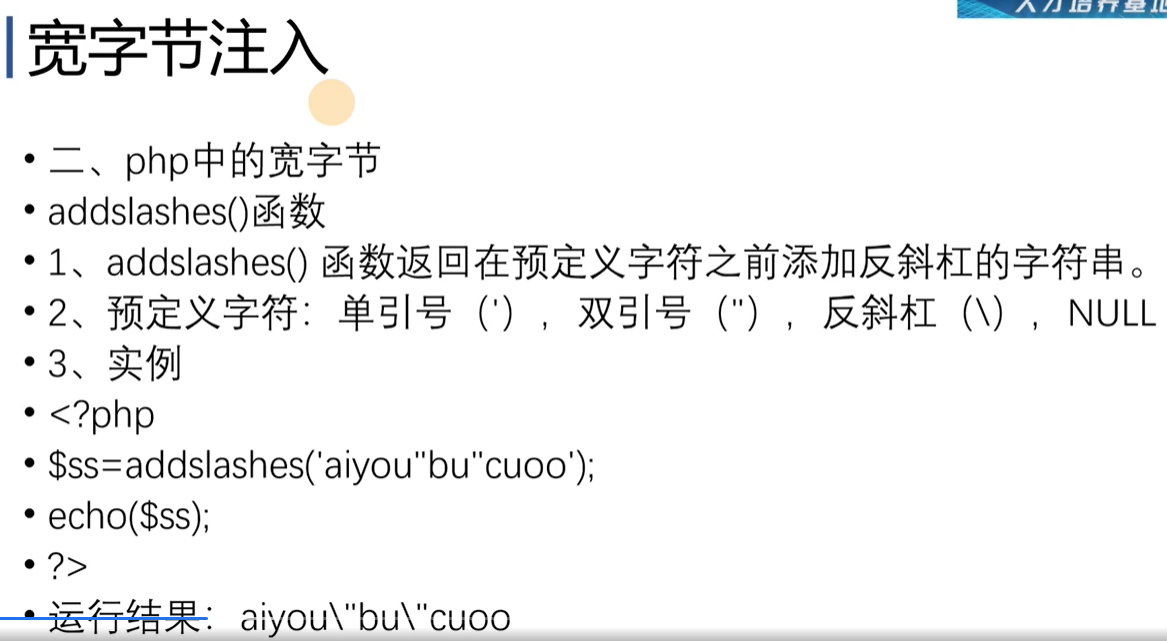 人才培养基地
宽字节注入
• 二、php中的宽字节
• addslashes()函数
• 1、addslashes() 函数返回在预定义字符之前添加反斜杠的字符串。
• 2、预定义字符：单引号（'），双引号（"），反斜杠（\），NULL
• 3、实例
• <?php
• $ss=addslashes('aiyou"bu"cuoo');
• echo($ss);
• ?>
• 运行结果：aiyou\"bu\"cuoo